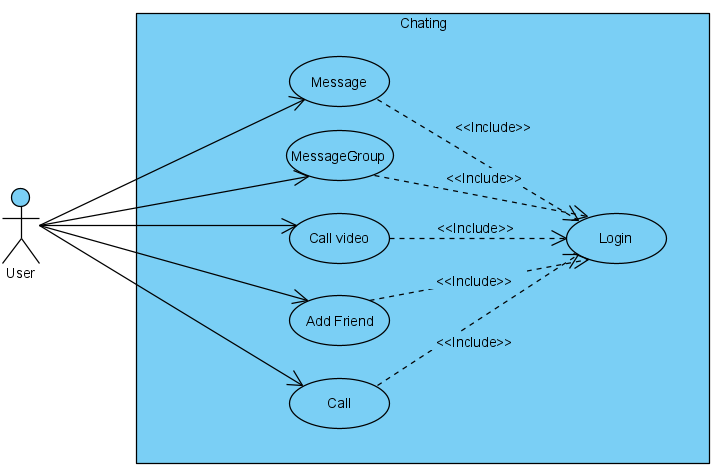 Chating
Message
<<Include>>
MessageGroup
<<Include>>
Call video
<<Include>>
Login
User
Add Friend
<<Include>>
Call
<<Include>>